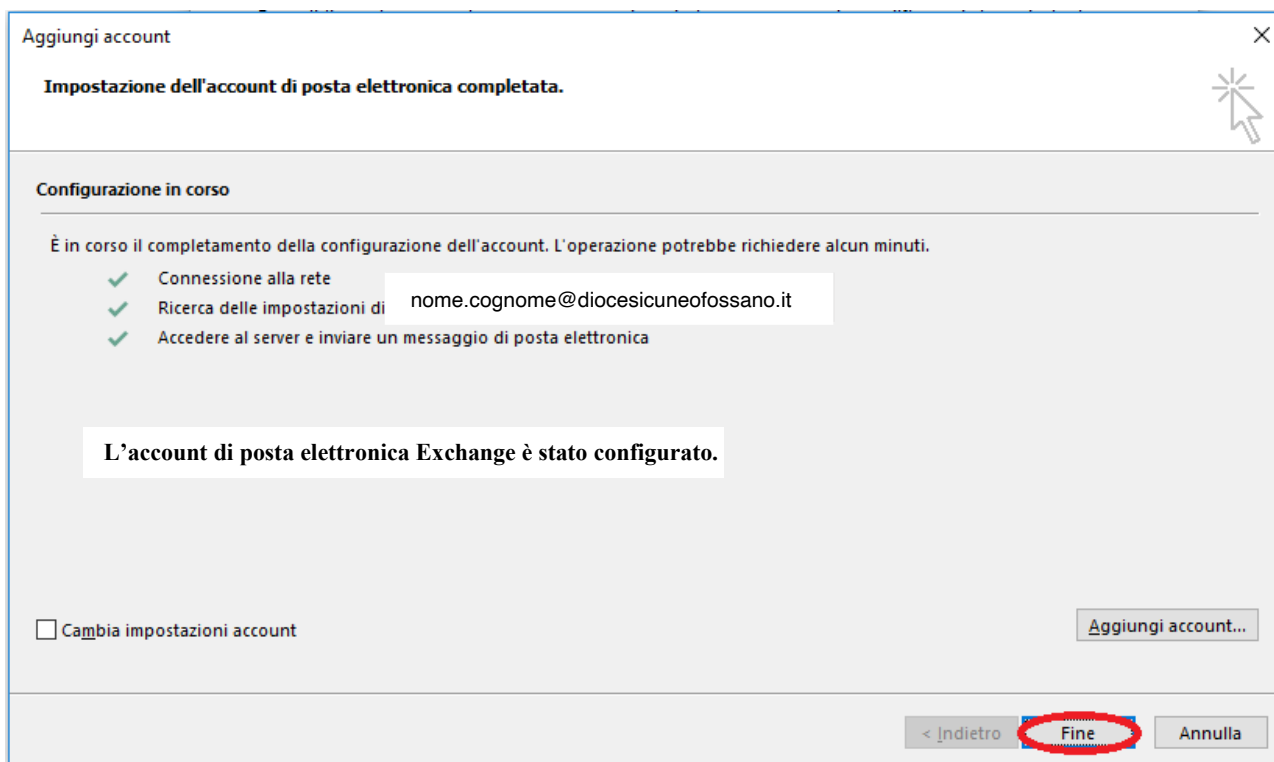 Aggiungi account
Impostazione dell'account di posta elettronica completata.
Configurazione in corso
È in corso il completamento della configurazione dell'account. L'operazione potrebbe richiedere alcun minuti.
Connessione alla rete
Ricerca delle impostazioni di nome.cognome@diocesicuneofossano.it
Accedere al server e inviare un messaggio di posta elettronica
L’account di posta elettronica Exchange è stato configurato.
Cambia impostazioni account
Aggiungi account...
< Indietro Fine Annulla